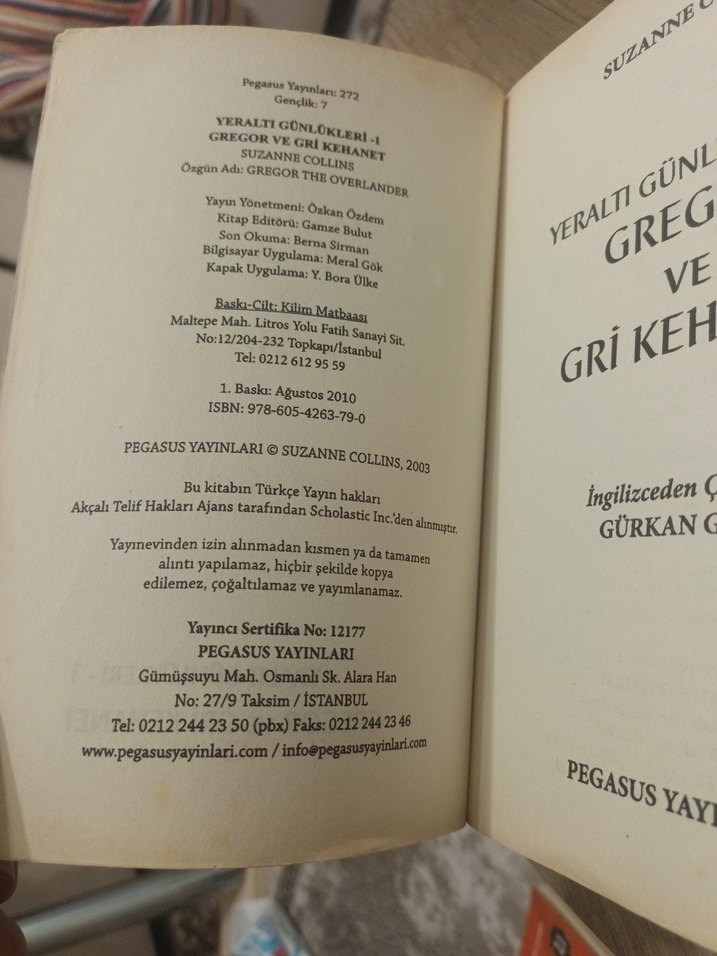 Pegasus Yayınları: 272
Gençlik: 7
YERALTI GÜNLÜKLERİ -1
GREGOR VE GRİ KEHANET
SUZANNE COLLINS
Özgün Adı: GREGOR THE OVERLANDER
Yayın Yönetmeni: Özkan Özdem
Kitap Editörü: Gamze Bulut
Son Okuma: Berna Sirman
Bilgisayar Uygulama: Meral Gök
Kapak Uygulama: Y. Bora Ülke
Baskı-Cilt: Kilim Matbaası
Maltepe Mah. Litros Yolu Fatih Sanayi Sit.
No:12/204-232 Topkapı/İstanbul
Tel: 0212 612 95 59
1. Baskı: Ağustos 2010
ISBN: 978-605-4263-79-0
PEGASUS YAYINLARI © SUZANNE COLLINS, 2003
Bu kitabın Türkçe Yayın hakları
Akçalı Telif Hakları Ajans tarafından Scholastic Inc.'den alınmıştır.
Yayınevinden izin alınmadan kısmen ya da tamamen
alıntı yapılamaz, hiçbir şekilde kopya
edilemez, çoğaltılamaz ve yayımlanamaz.
Yayıncı Sertifika No: 12177
PEGASUS YAYINLARI
Gümüşsuyu Mah. Osmanlı Sk. Alara Han
No: 27/9 Taksim / İSTANBUL
Tel: 0212 244 23 50 (pbx) Faks: 0212 244 23 46
www.pegasusyayinlari.com / info@pegasusyayinlari.com
SUZANNE C
YERALTI GÜNL
GREG
VE
GRİ KEH
İngilizceden Ç
GÜRKAN G
PEGASUS YAYI